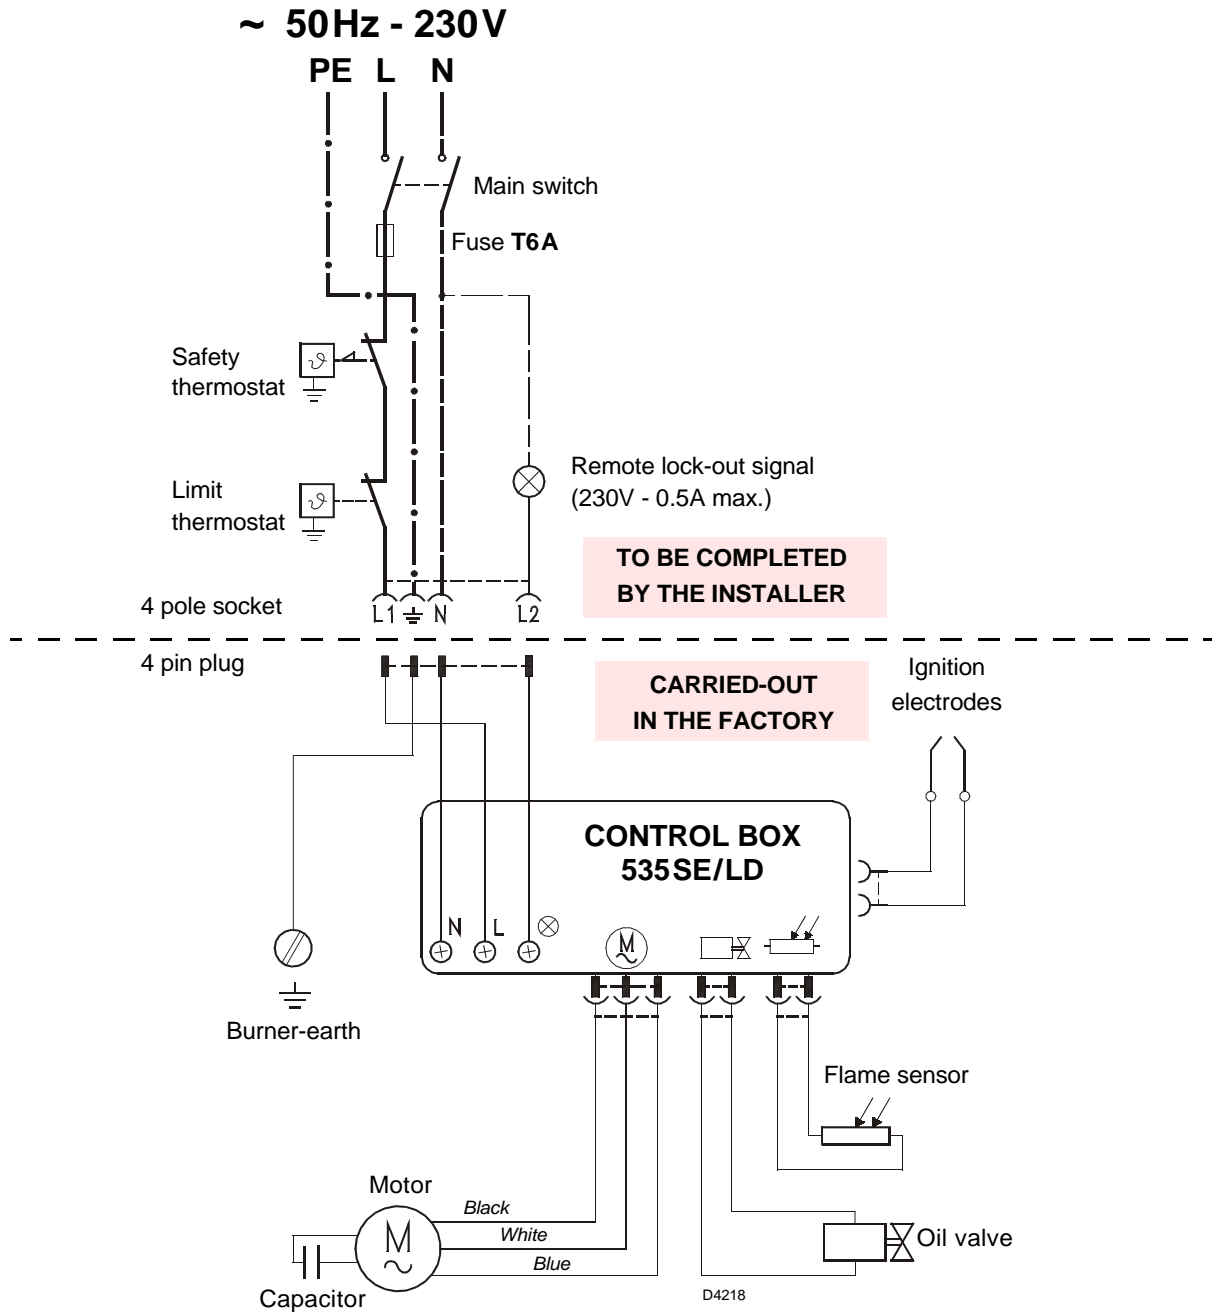 ~ 50Hz - 230V
PE L N
Main switch
Fuse T6A
Safety
thermostat
Limit
thermostat
Remote lock-out signal
(230V - 0.5A max.)
TO BE COMPLETED
BY THE INSTALLER
4 pole socket
L1 N L2
4 pin plug
CARRIED-OUT
IN THE FACTORY
Ignition
electrodes
CONTROL BOX
535SE/LD
N L
M
Burner-earth
Flame sensor
Motor
Black
White
Blue
M
Oil valve
Capacitor
D4218